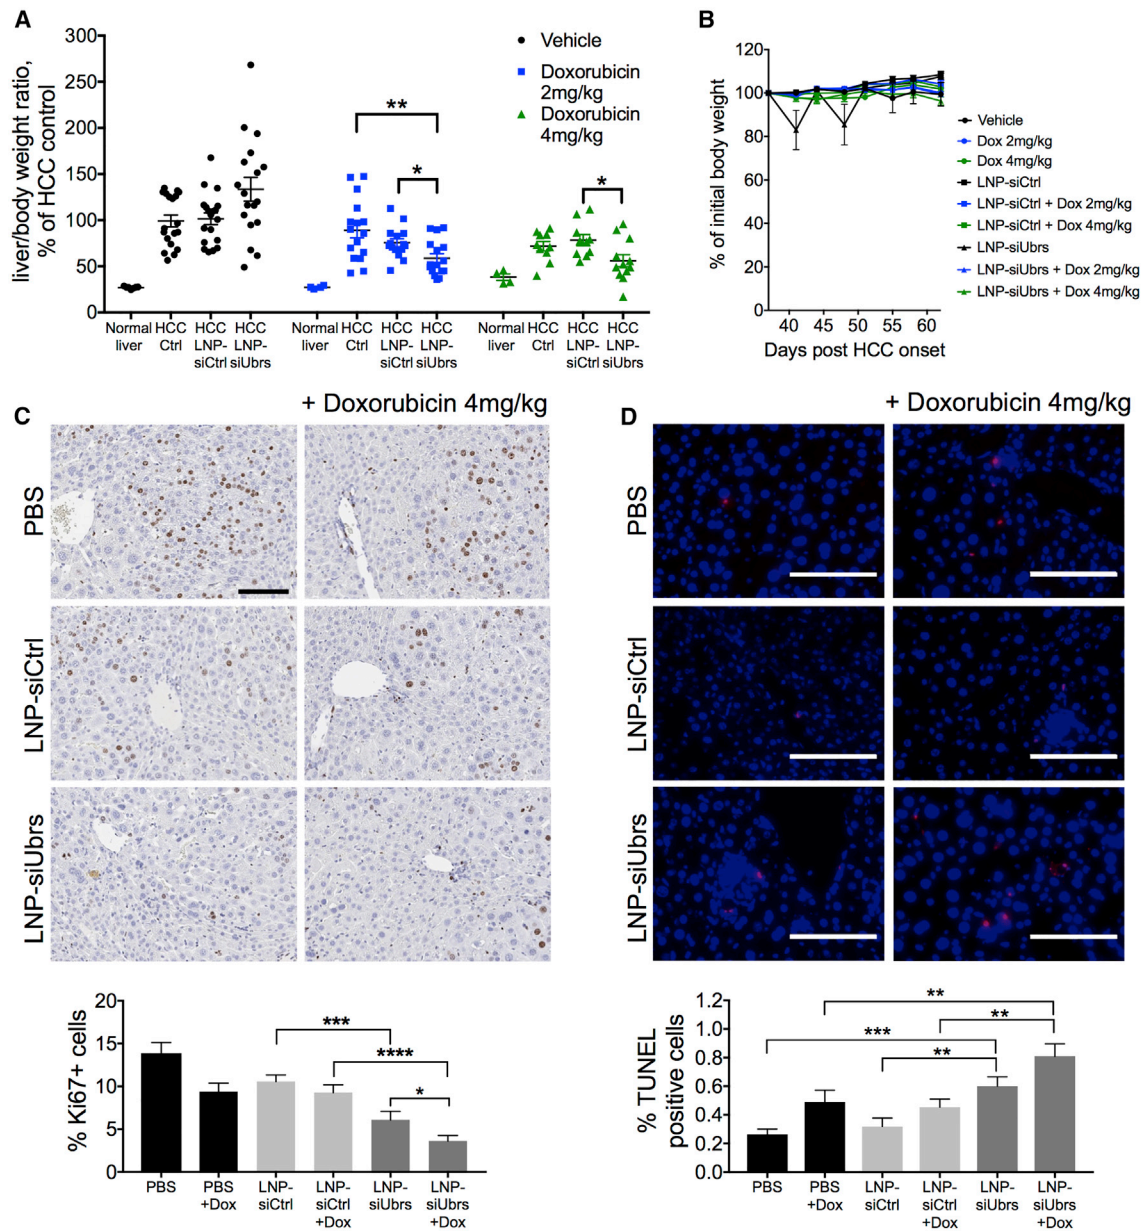 A
liver/body weight ratio,
% of HCC control
300
250
200
150
100
50
0
Vehicle
Doxorubicin
2mg/kg
Doxorubicin
4mg/kg
**
*
*
Normal
liver
HCC
Ctrl
HCC
LNP-
siCtrl
HCC
LNP-
siUbrs
Normal
liver
HCC
Ctrl
HCC
LNP-
siCtrl
HCC
LNP-
siUbrs
Normal
liver
HCC
Ctrl
HCC
LNP-
siCtrl
HCC
LNP-
siUbrs
B
% of initial body weight
120
100
80
60
40
20
0
40 45 50 55 60
Days post HCC onset
Vehicle
Dox 2mg/kg
Dox 4mg/kg
LNP-siCtrl
LNP-siCtrl + Dox 2mg/kg
LNP-siCtrl + Dox 4mg/kg
LNP-siUbrs
LNP-siUbrs + Dox 2mg/kg
LNP-siUbrs + Dox 4mg/kg
C
+ Doxorubicin 4mg/kg
PBS
LNP-siCtrl
LNP-siUbrs
% Ki67+ cells
20
15
10
5
0
***
****
*
PBS
PBS
+Dox
LNP-
siCtrl
LNP-
siCtrl
+Dox
LNP-
siUbrs
LNP-
siUbrs
+Dox
D
+ Doxorubicin 4mg/kg
PBS
LNP-siCtrl
LNP-siUbrs
% TUNEL
positive cells
1.2
1.0
0.8
0.6
0.4
0.2
0.0
**
**
***
**
PBS
PBS
+Dox
LNP-
siCtrl
LNP-
siCtrl
+Dox
LNP-
siUbrs
LNP-
siUbrs
+Dox